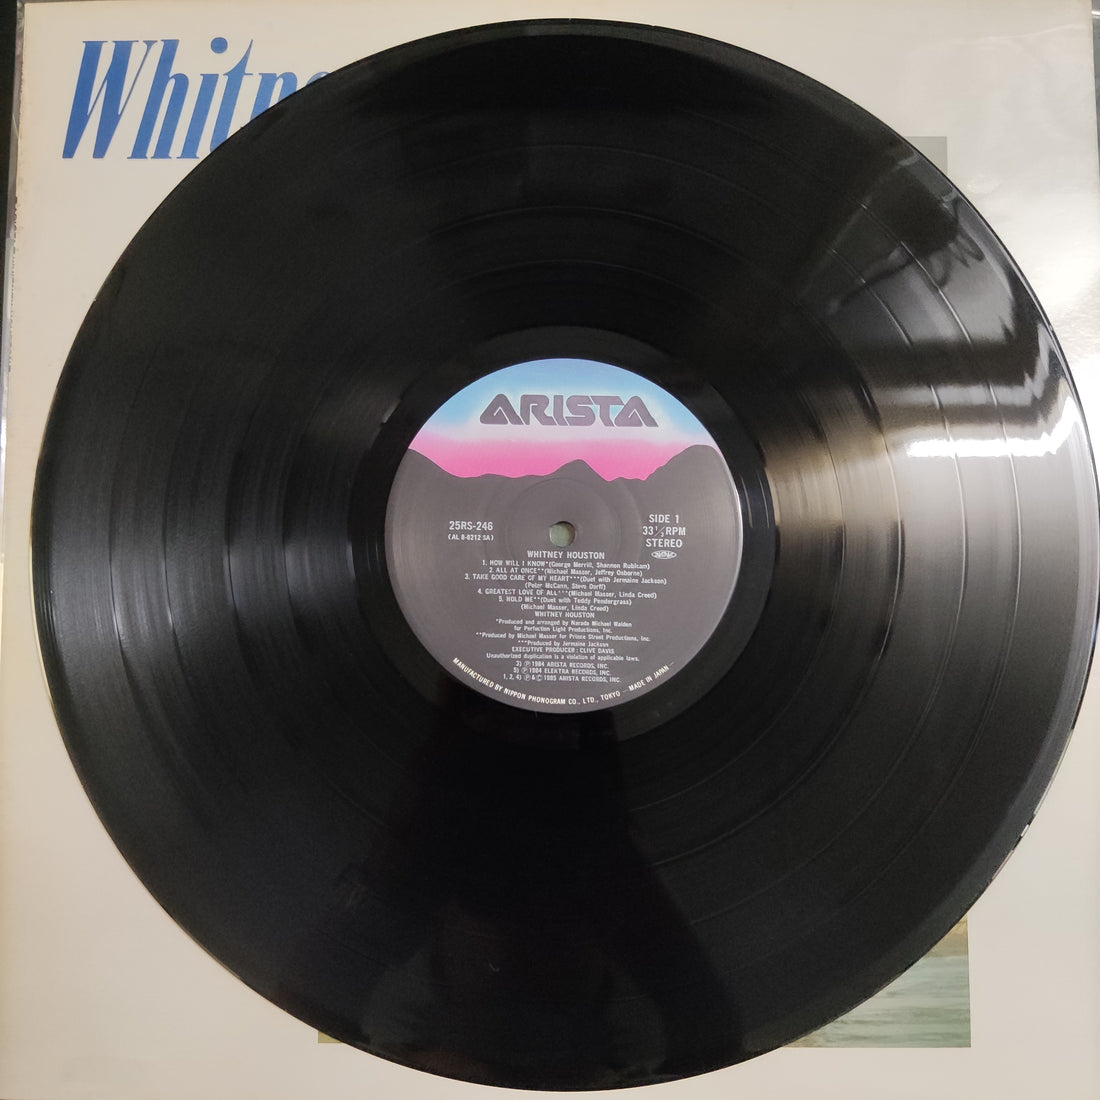 Whitne
ARISTA
25RS-246
(AL 8-8212 SA)
SIDE 1
33⅓ RPM
STEREO
WHITNEY HOUSTON
1. HOW WILL I KNOW*(George Merrill, Shannon Rubicam)
2. ALL AT ONCE**(Michael Masser, Jeffrey Osborne)
3. TAKE GOOD CARE OF MY HEART***(Duet with Jermaine Jackson)
(Peter McCann, Steve Dorff)
4. GREATEST LOVE OF ALL**(Michael Masser, Linda Creed)
5. HOLD ME**(Duet with Teddy Pendergrass)
(Michael Masser, Linda Creed)
WHITNEY HOUSTON
*Produced and arranged by Narada Michael Walden
for Perfection Light Productions, Inc.
**Produced by Michael Masser for Prince Street Productions, Inc.
***Produced by Jermaine Jackson
EXECUTIVE PRODUCER: CLIVE DAVIS
Unauthorized duplication is a violation of applicable laws.
3) Ⓟ 1984 ARISTA RECORDS, INC.
5) Ⓟ 1984 ELEKTRA RECORDS, INC.
1, 2, 4) Ⓟ & © 1985 ARISTA RECORDS, INC.
MANUFACTURED BY NIPPON PHONOGRAM CO., LTD., TOKYO — MADE IN JAPAN —